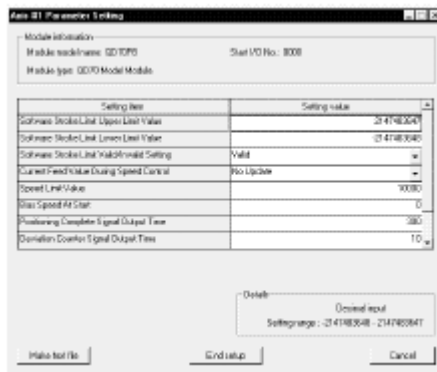 Axis #1 Parameter Setting
Module information
Module model name: QD70P8
Start I/O No.: 0000
Module type: QD70 Model Module
Setting item Setting value
Software Stroke Limit Upper Limit Value 2147483647
Software Stroke Limit Lower Limit Value -2147483648
Software Stroke Limit Valid/Invalid Setting Valid
Current Feed Value During Speed Control No Update
Speed Limit Value 10000
Bias Speed At Start 0
Positioning Complete Signal Output Time 300
Deviation Counter Signal Output Time 10
Details
Decimal input
Setting range : -2147483648 - 2147483647
Make text file End setup Cancel